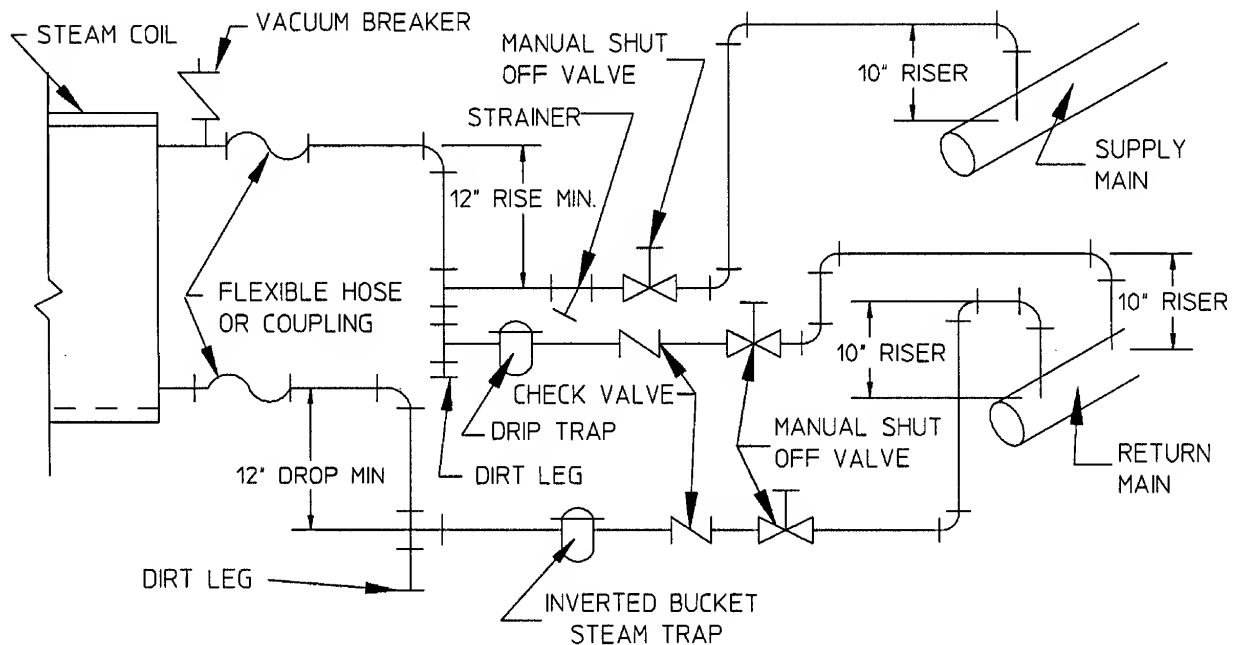 VACUUM BREAKER
STEAM COIL
MANUAL SHUT
OFF VALVE
10" RISER
STRAINER
SUPPLY
MAIN
12" RISE MIN.
FLEXIBLE HOSE
OR COUPLING
10" RISER
10" RISER
CHECK VALVE
DRIP TRAP
MANUAL SHUT
OFF VALVE
RETURN
MAIN
12" DROP MIN
DIRT LEG
DIRT LEG
INVERTED BUCKET
STEAM TRAP